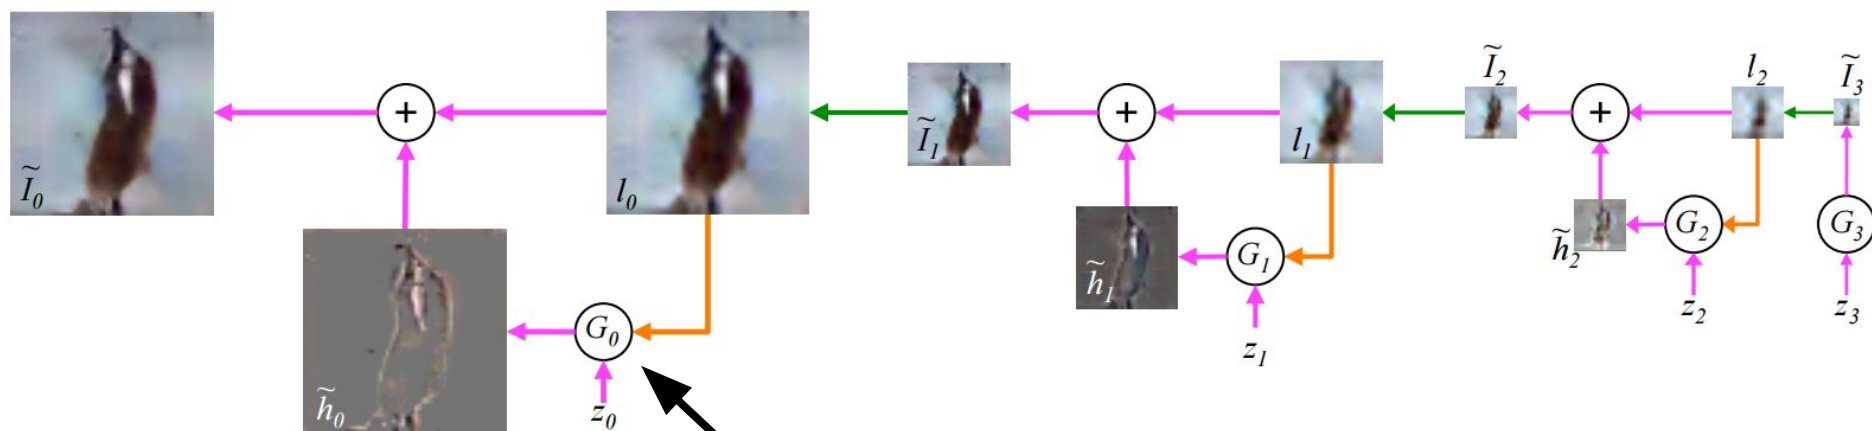 Ĩ₀
+
l₀
h̃₀
G₀
z₀
Ĩ₁
+
l₁
h̃₁
G₁
z₁
Ĩ₂
+
l₂
Ĩ₃
h̃₂
G₂
G₃
z₂
z₃